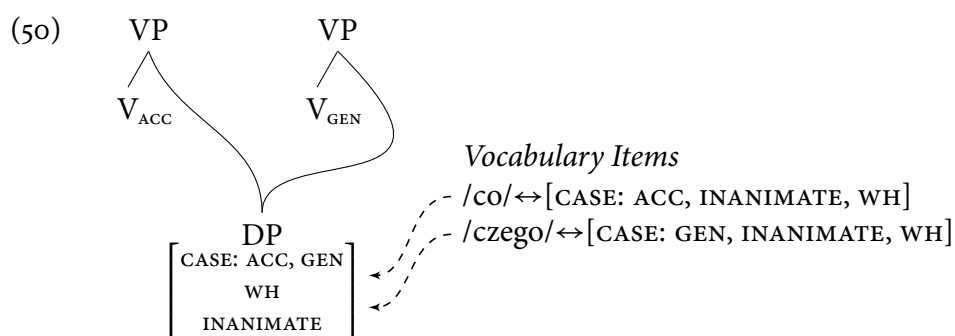 (50) VP VP
V_ACC V_GEN
Vocabulary Items
/co/↔[CASE: ACC, INANIMATE, WH]
/czego/↔[CASE: GEN, INANIMATE, WH]
DP
CASE: ACC, GEN
WH
INANIMATE